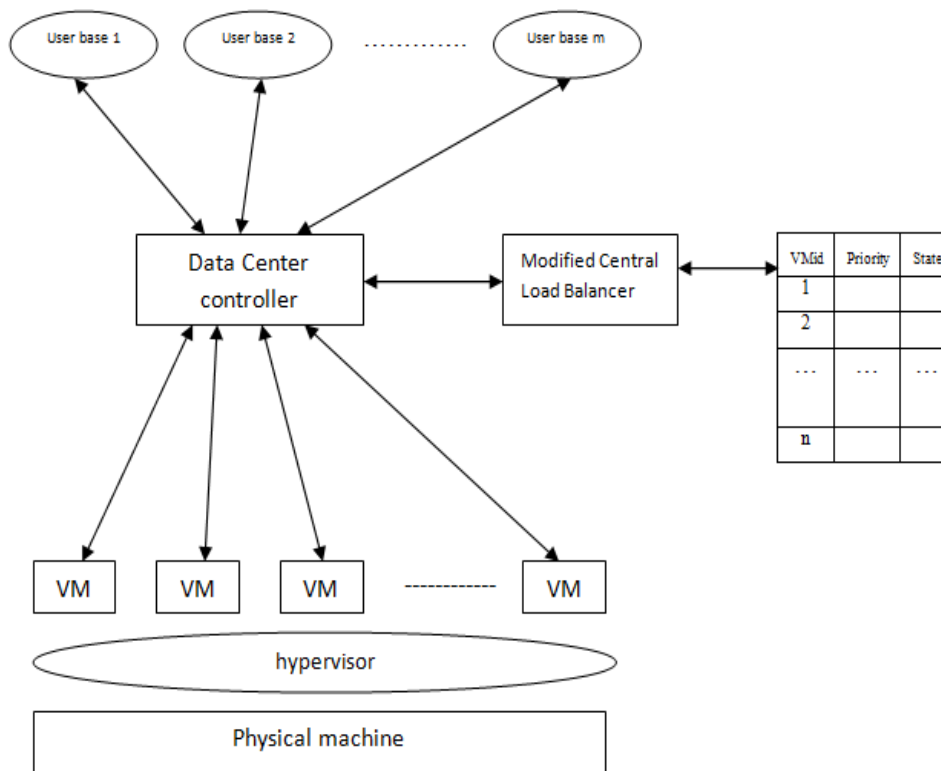 User base 1
User base 2
.............
User base m
Data Center
controller
Modified Central
Load Balancer
VMid Priority State
1
2
... ... ...
n
VM VM VM ------------ VM
hypervisor
Physical machine